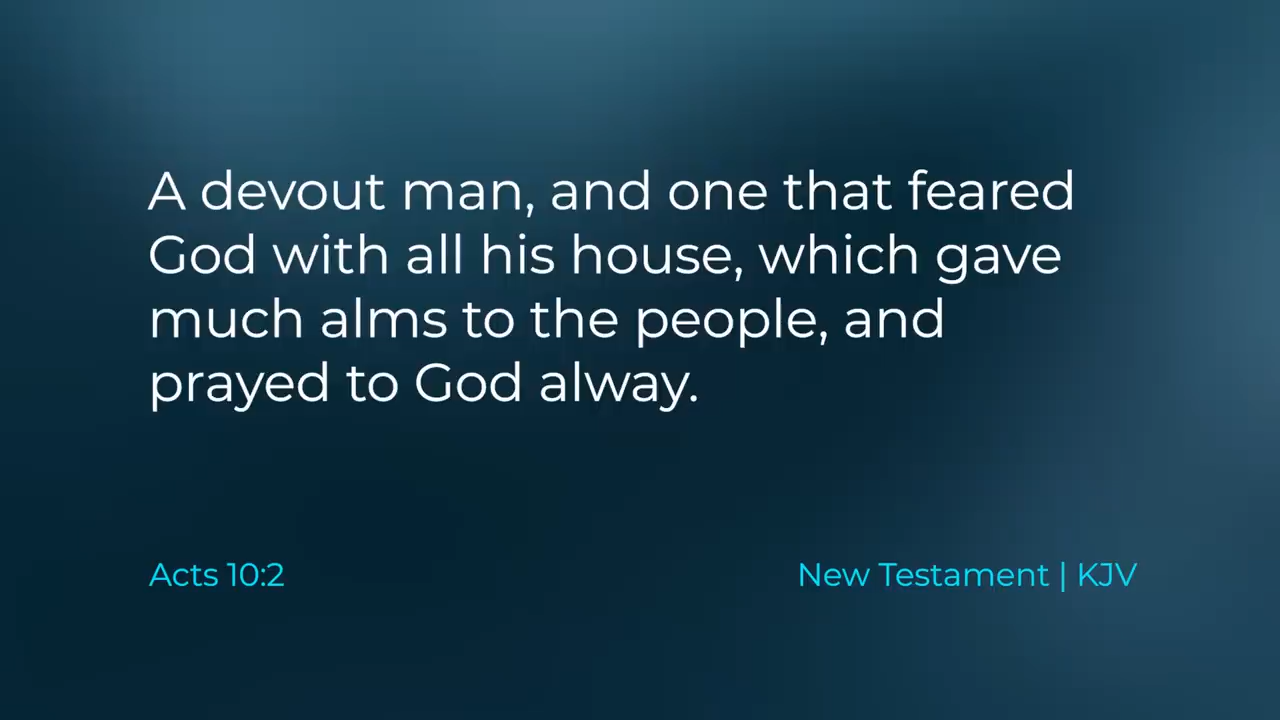 A devout man, and one that feared
God with all his house, which gave
much alms to the people, and
prayed to God alway.
Acts 10:2
New Testament | KJV